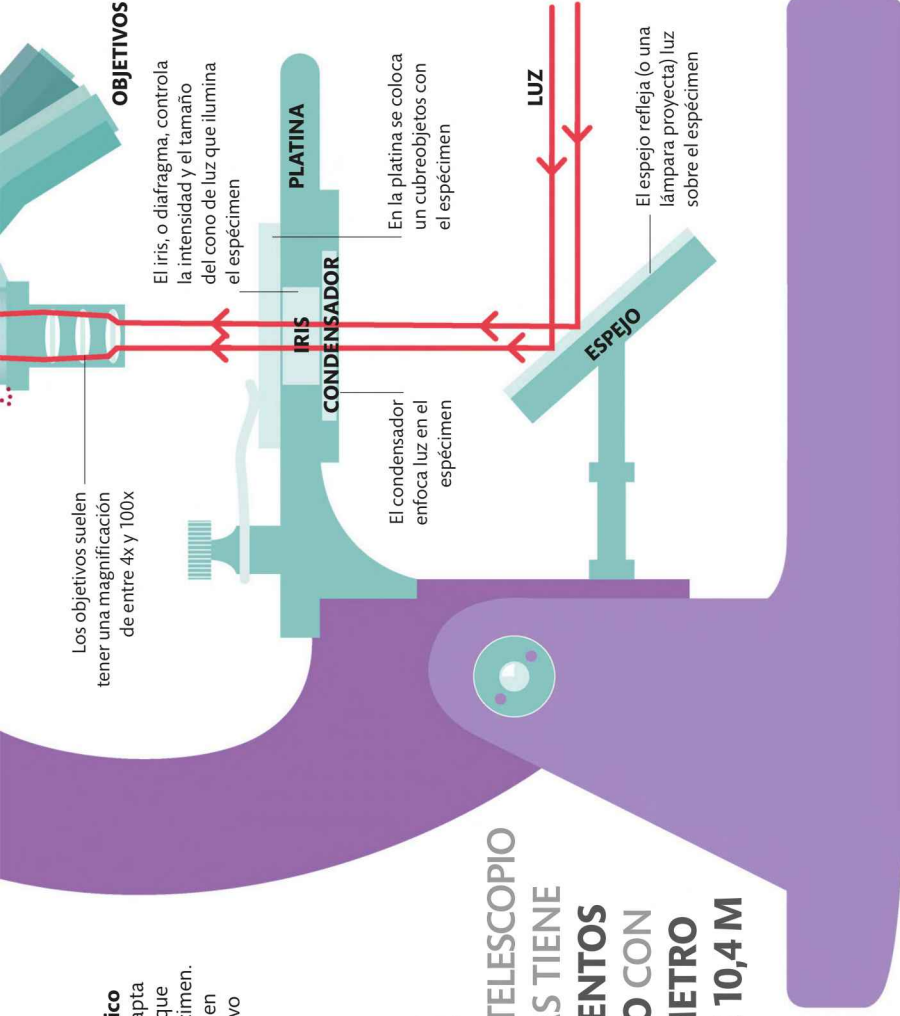 ico
apta
que
imen.
en
vo
Los objetivos suelen
tener una magnificación
de entre 4x y 100x
OBJETIVOS
El iris, o diafragma, controla
la intensidad y el tamaño
del cono de luz que ilumina
el espécimen
PLATINA
IRIS
CONDENSADOR
En la platina se coloca
un cubreobjetos con
el espécimen
El condensador
enfoca luz en el
espécimen
LUZ
ESPEJO
El espejo refleja (o una
lámpara proyecta) luz
sobre el espécimen
TELESCOPIO
S TIENE
ENTOS
O CON
METRO
10,4 M